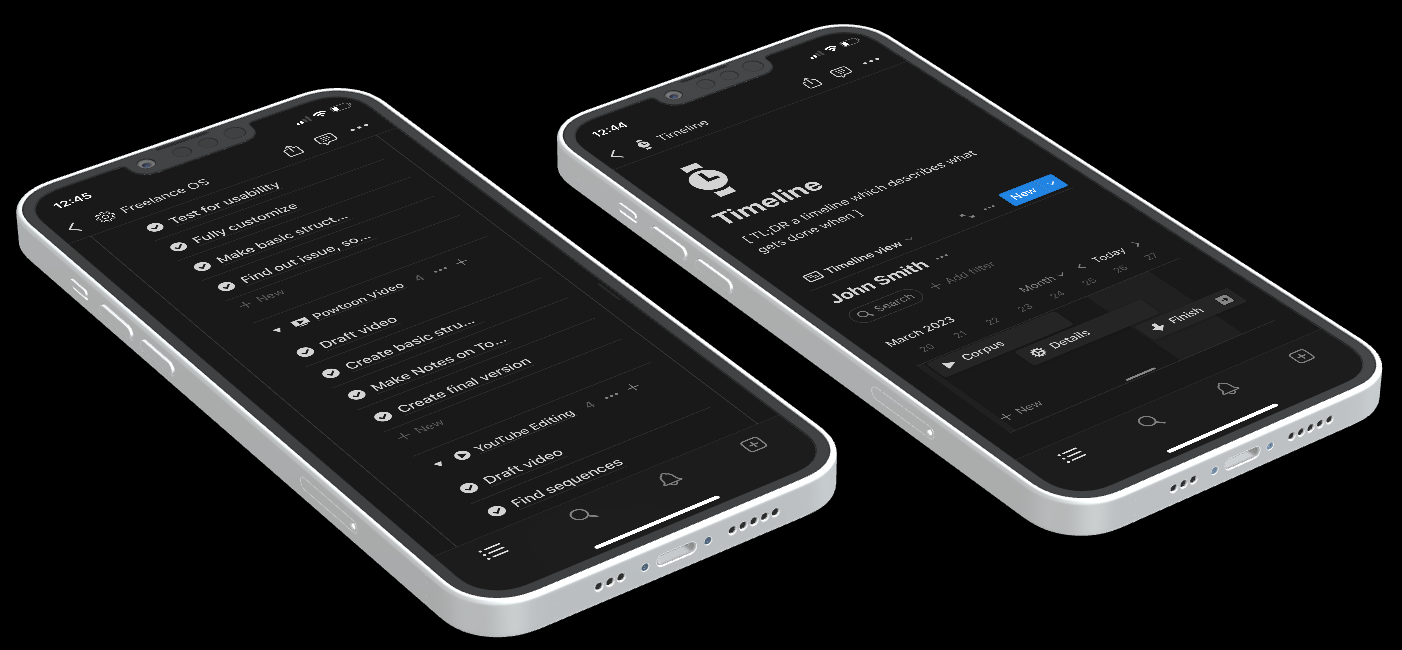 12:45
Freelance OS
Test for usability
Fully customize
Make basic struct...
Find out issue, so...
+ New
Powtoon Video 4 ... +
Draft video
Create basic stru...
Make Notes on To...
Create final version
+ New
YouTube Editing 4 ... +
Draft video
Find sequences
12:44
Timeline
Timeline
[ TL;DR a timeline which describes what
gets done when ]
New
Timeline view
John Smith ...
Search + Add filter
March 2023 Month < Today >
20 21 22 23 24 25 26 27
Corpus
Details
Finish
+ New